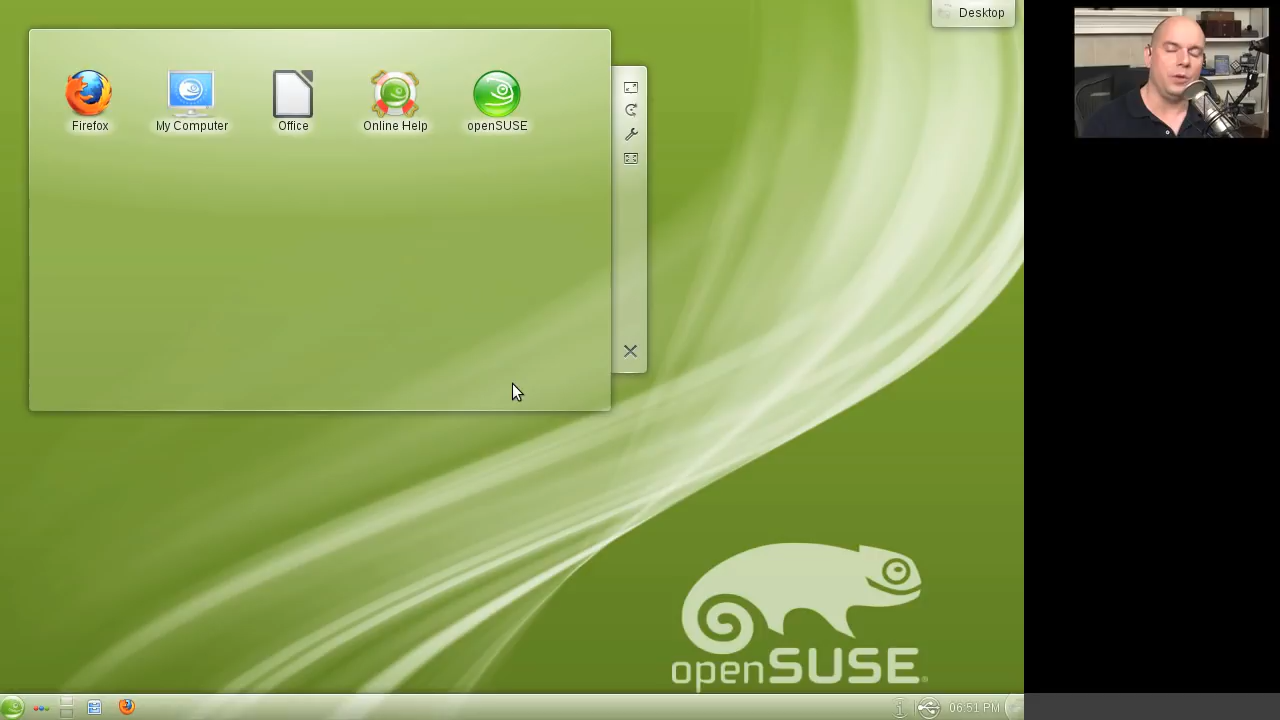 Desktop
Firefox
My Computer
Office
Online Help
openSUSE
openSUSE
06:51 PM